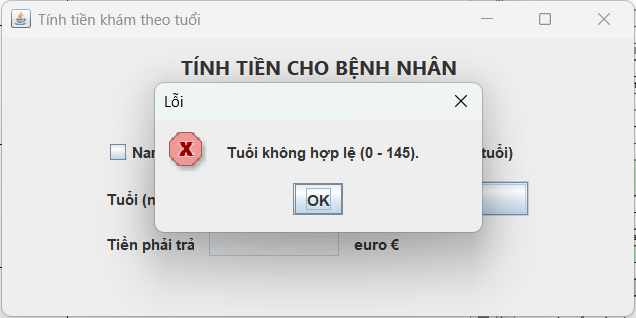 Tính tiền khám theo tuổi
TÍNH TIỀN CHO BỆNH NHÂN
Lỗi
Tuổi không hợp lệ (0 - 145).
tuổi)
OK
Tuổi
Tiền phải trả
euro €